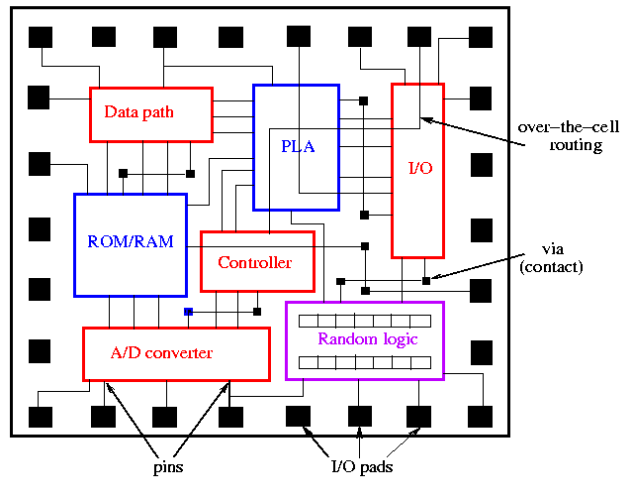 Data path
PLA
I/O
over-the-cell
routing
ROM/RAM
Controller
via
(contact)
A/D converter
Random logic
pins
I/O pads